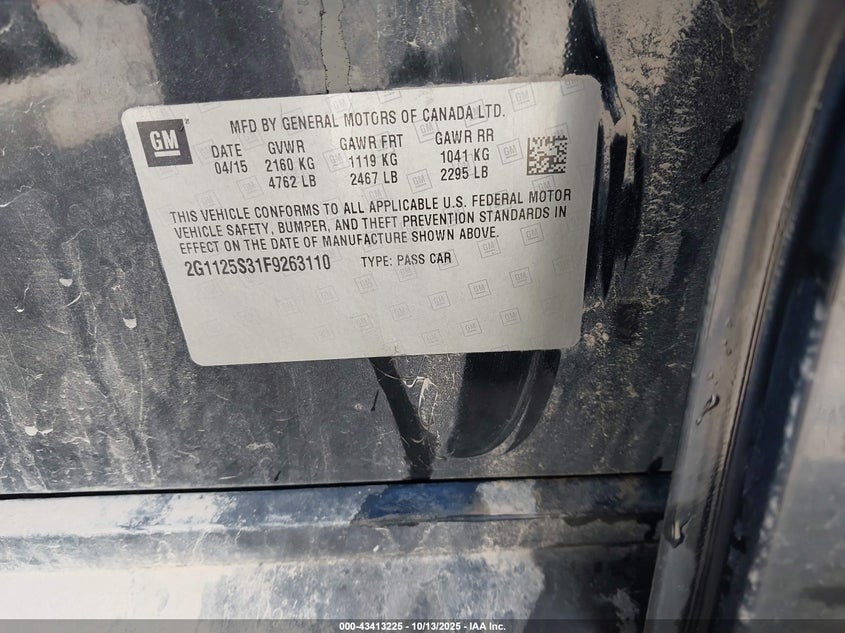 GM
MFD BY GENERAL MOTORS OF CANADA LTD.
DATE GVWR GAWR FRT GAWR RR
04/15 2160 KG 1119 KG 1041 KG
4762 LB 2467 LB 2295 LB
THIS VEHICLE CONFORMS TO ALL APPLICABLE U.S. FEDERAL MOTOR
VEHICLE SAFETY, BUMPER, AND THEFT PREVENTION STANDARDS IN
EFFECT ON THE DATE OF MANUFACTURE SHOWN ABOVE.
2G1125S31F9263110 TYPE: PASS CAR
000-43413225 - 10/13/2025 - IAA Inc.